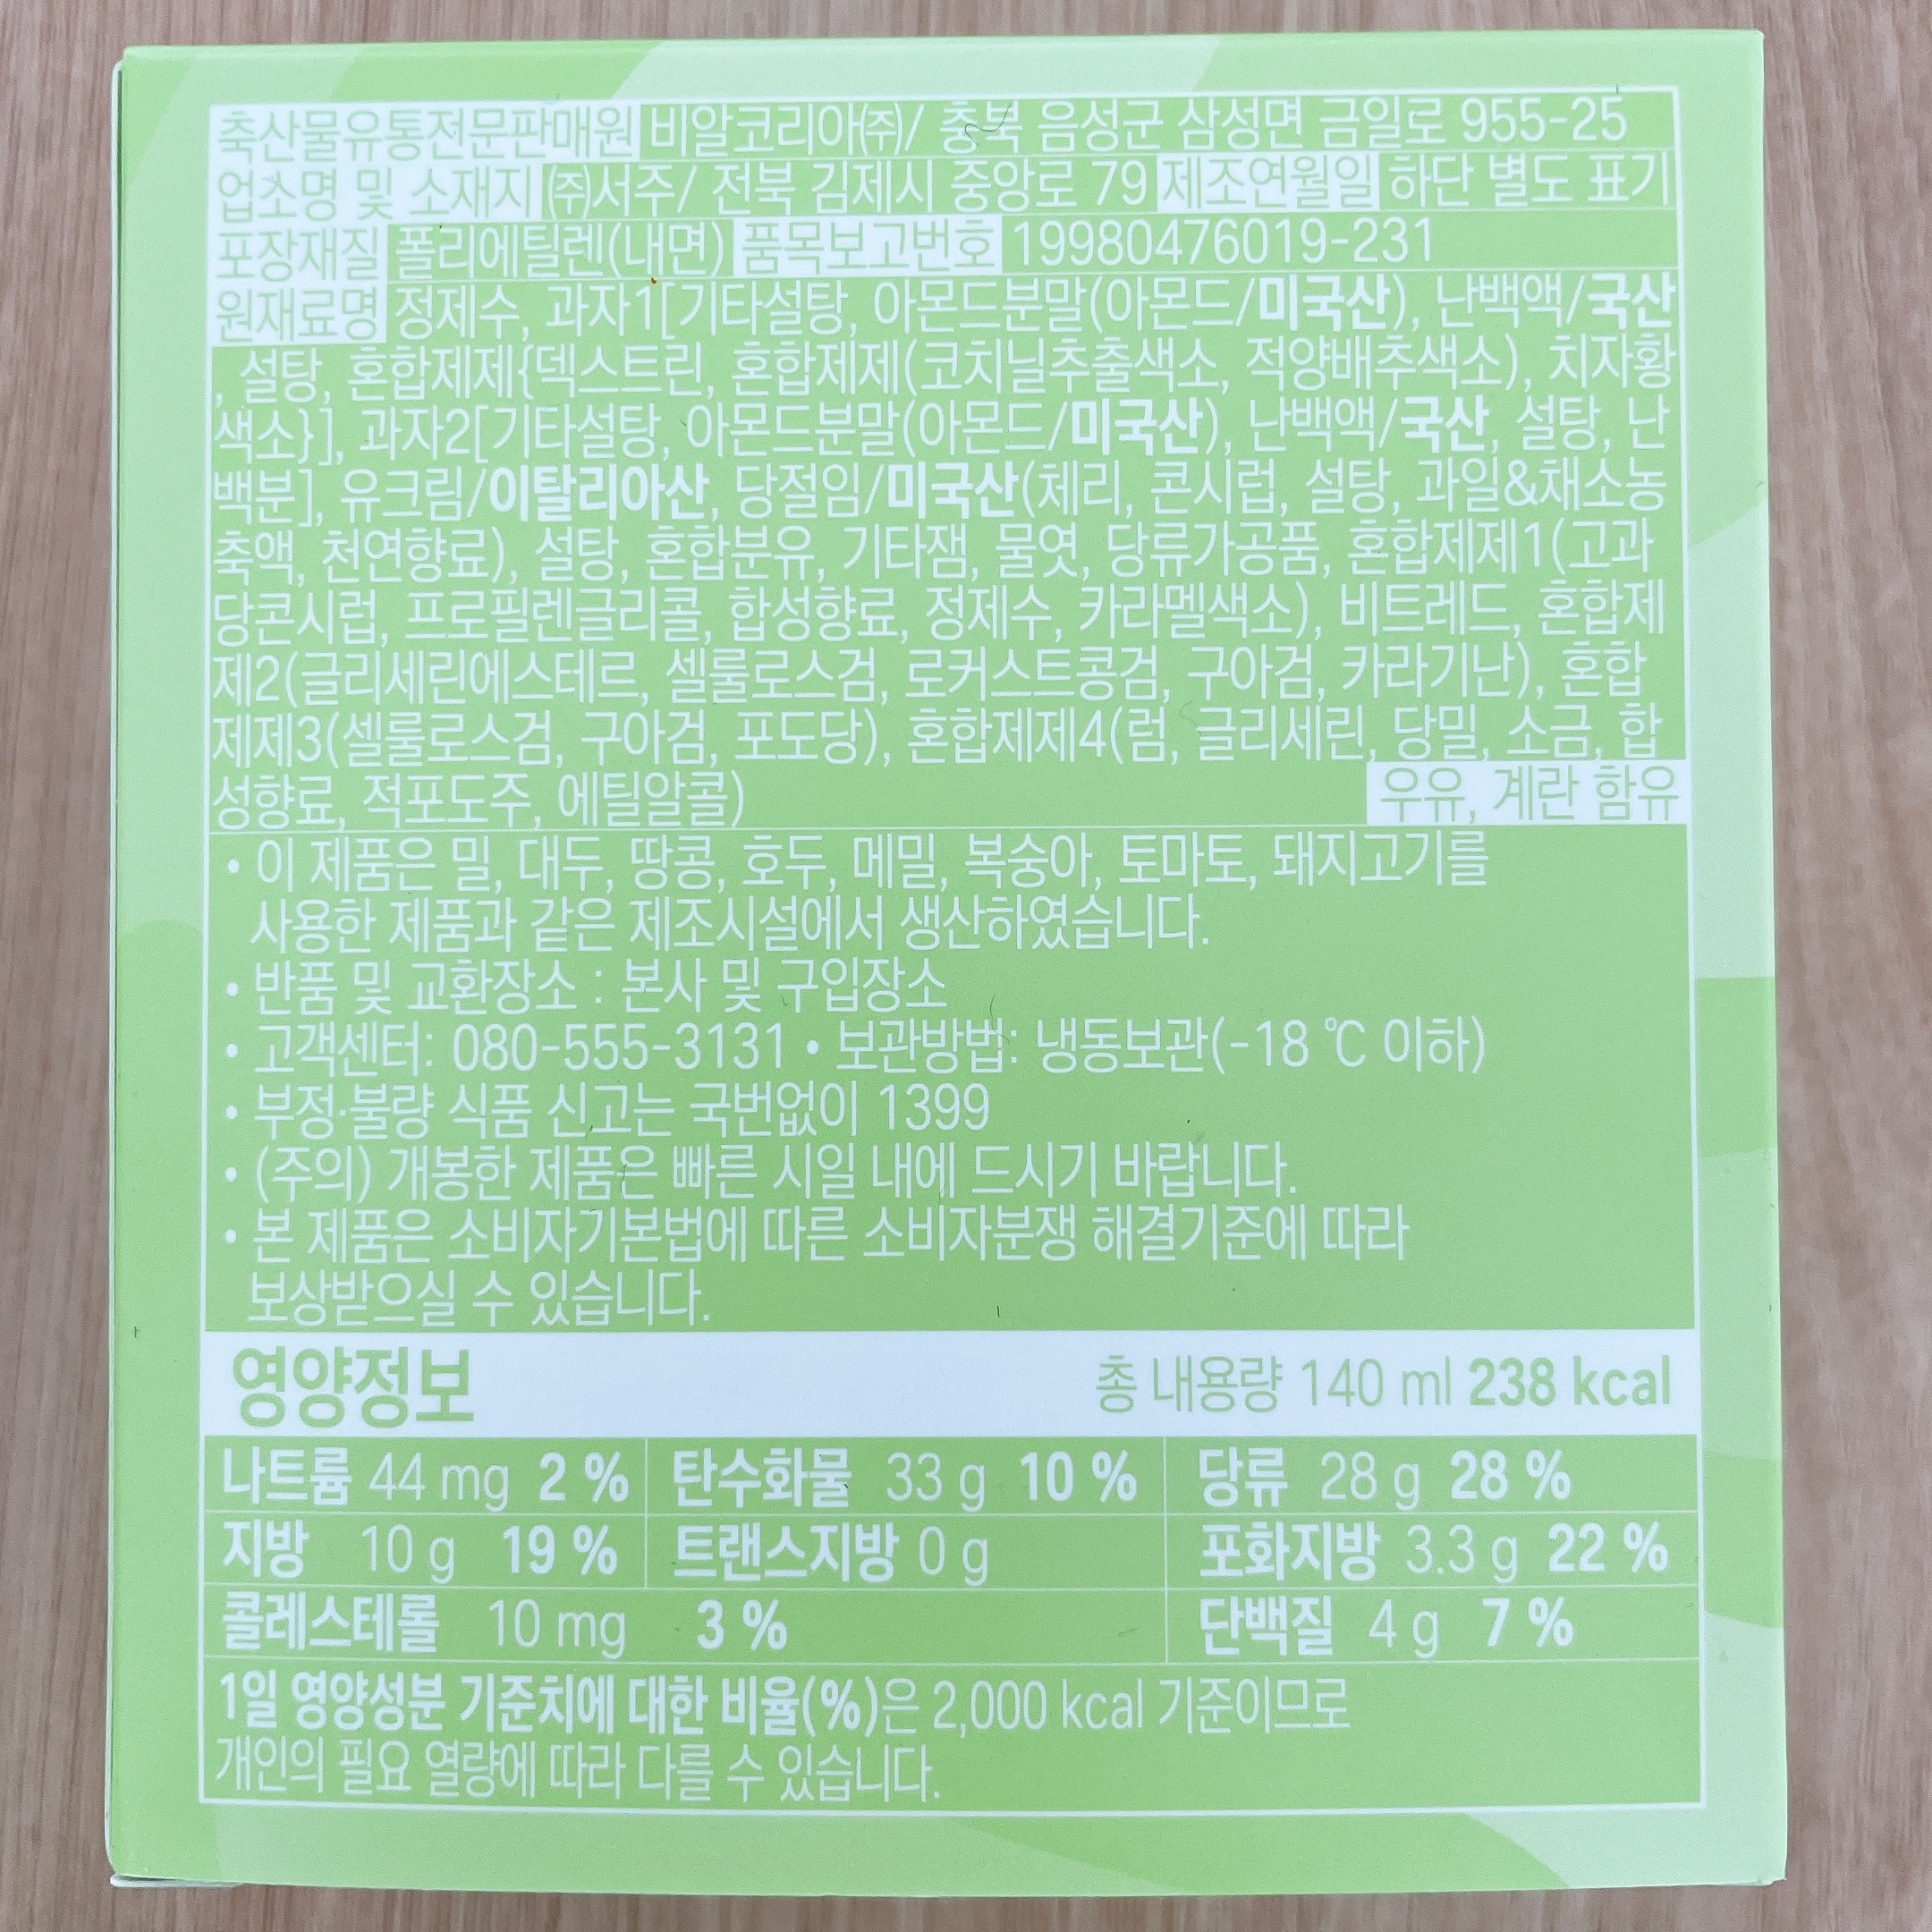 축산물유통전문판매원 비알코리아㈜/ 충북 음성군 삼성면 금일로 955-25
업소명 및 소재지 ㈜서주/ 전북 김제시 중앙로 79 제조연월일 하단 별도 표기
포장재질 폴리에틸렌(내면) 품목보고번호 19980476019-231
원재료명 정제수, 과자1[기타설탕, 아몬드분말(아몬드/미국산), 난백액/국산
, 설탕, 혼합제제{덱스트린, 혼합제제(코치닐추출색소, 적양배추색소), 치자황
색소}], 과자2[기타설탕, 아몬드분말(아몬드/미국산), 난백액/국산, 설탕, 난
백분], 유크림/이탈리아산, 당절임/미국산(체리, 콘시럽, 설탕, 과일&채소농
축액, 천연향료), 설탕, 혼합분유, 기타잼, 물엿, 당류가공품, 혼합제제1(고과
당콘시럽, 프로필렌글리콜, 합성향료, 정제수, 카라멜색소), 비트레드, 혼합제
제2(글리세린에스테르, 셀룰로스검, 로커스트콩검, 구아검, 카라기난), 혼합
제제3(셀룰로스검, 구아검, 포도당), 혼합제제4(럼, 글리세린, 당밀, 소금, 합
성향료, 적포도주, 에틸알콜) 우유, 계란 함유
• 이 제품은 밀, 대두, 땅콩, 호두, 메밀, 복숭아, 토마토, 돼지고기를
사용한 제품과 같은 제조시설에서 생산하였습니다.
• 반품 및 교환장소 : 본사 및 구입장소
• 고객센터: 080-555-3131 • 보관방법: 냉동보관(-18 ℃ 이하)
• 부정·불량 식품 신고는 국번없이 1399
• (주의) 개봉한 제품은 빠른 시일 내에 드시기 바랍니다.
• 본 제품은 소비자기본법에 따른 소비자분쟁 해결기준에 따라
보상받으실 수 있습니다.
영양정보 총 내용량 140 ml 238 kcal
나트륨 44 mg 2 % 탄수화물 33 g 10 % 당류 28 g 28 %
지방 10 g 19 % 트랜스지방 0 g 포화지방 3.3 g 22 %
콜레스테롤 10 mg 3 % 단백질 4 g 7 %
1일 영양성분 기준치에 대한 비율(%)은 2,000 kcal 기준이므로
개인의 필요 열량에 따라 다를 수 있습니다.